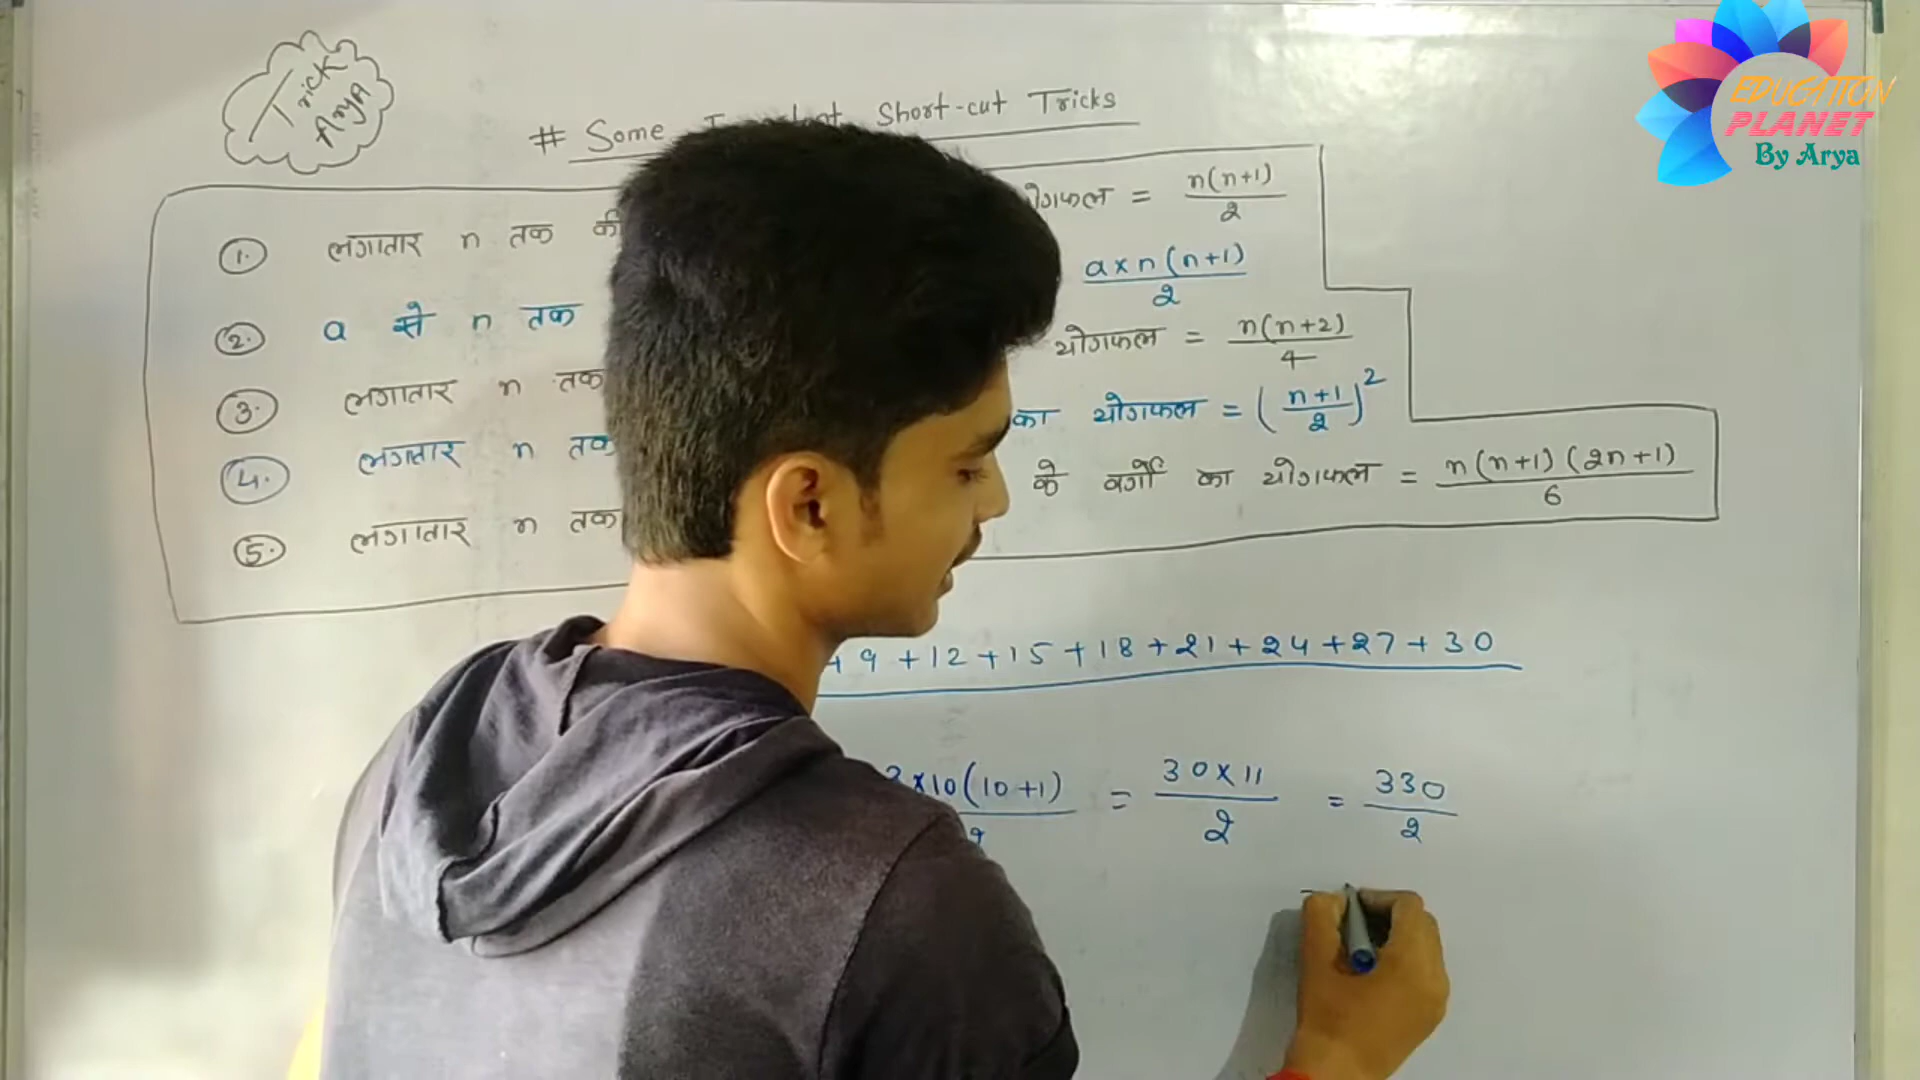 Trick
Arya
EDUCATION
PLANET
By Arya
# Some Short-cut Tricks
1. लगातार n तक की योगफल = n(n+1)/2
2. a से n तक a×n(n+1)/2
3. लगातार n तक योगफल = n(n+2)/4
4. लगातार n तक का योगफल = (n+1/2)²
5. लगातार n तक के वर्गों का योगफल = n(n+1)(2n+1)/6
+9+12+15+18+21+24+27+30
×10(10+1)/2 = 30×11/2 = 330/2